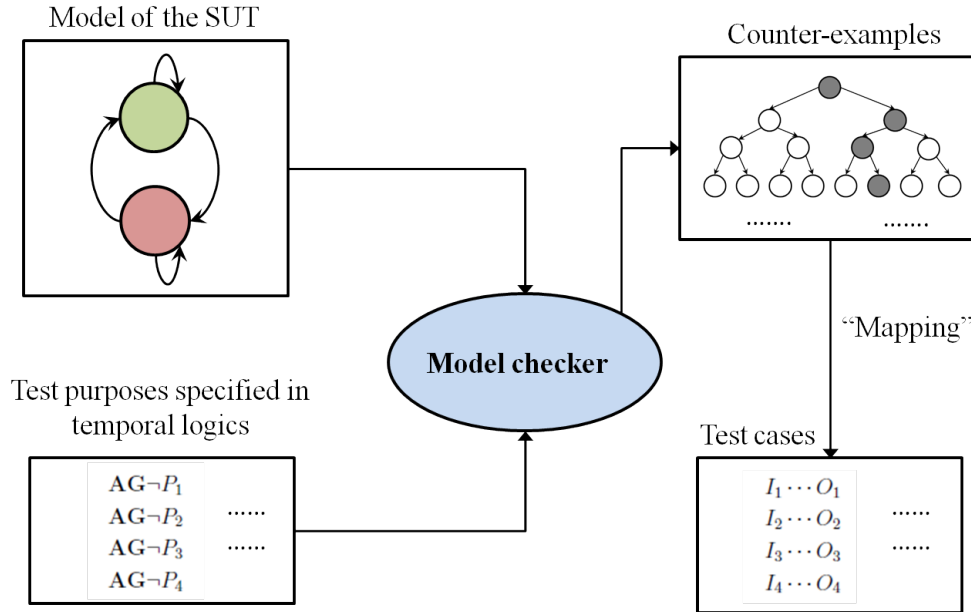 Model of the SUT
Counter-examples
.......
.......
“Mapping”
Model checker
Test purposes specified in
temporal logics
Test cases
AG¬P₁
AG¬P₂ ......
AG¬P₃ ......
AG¬P₄
I₁ ⋯ O₁
I₂ ⋯ O₂ ......
I₃ ⋯ O₃ ......
I₄ ⋯ O₄